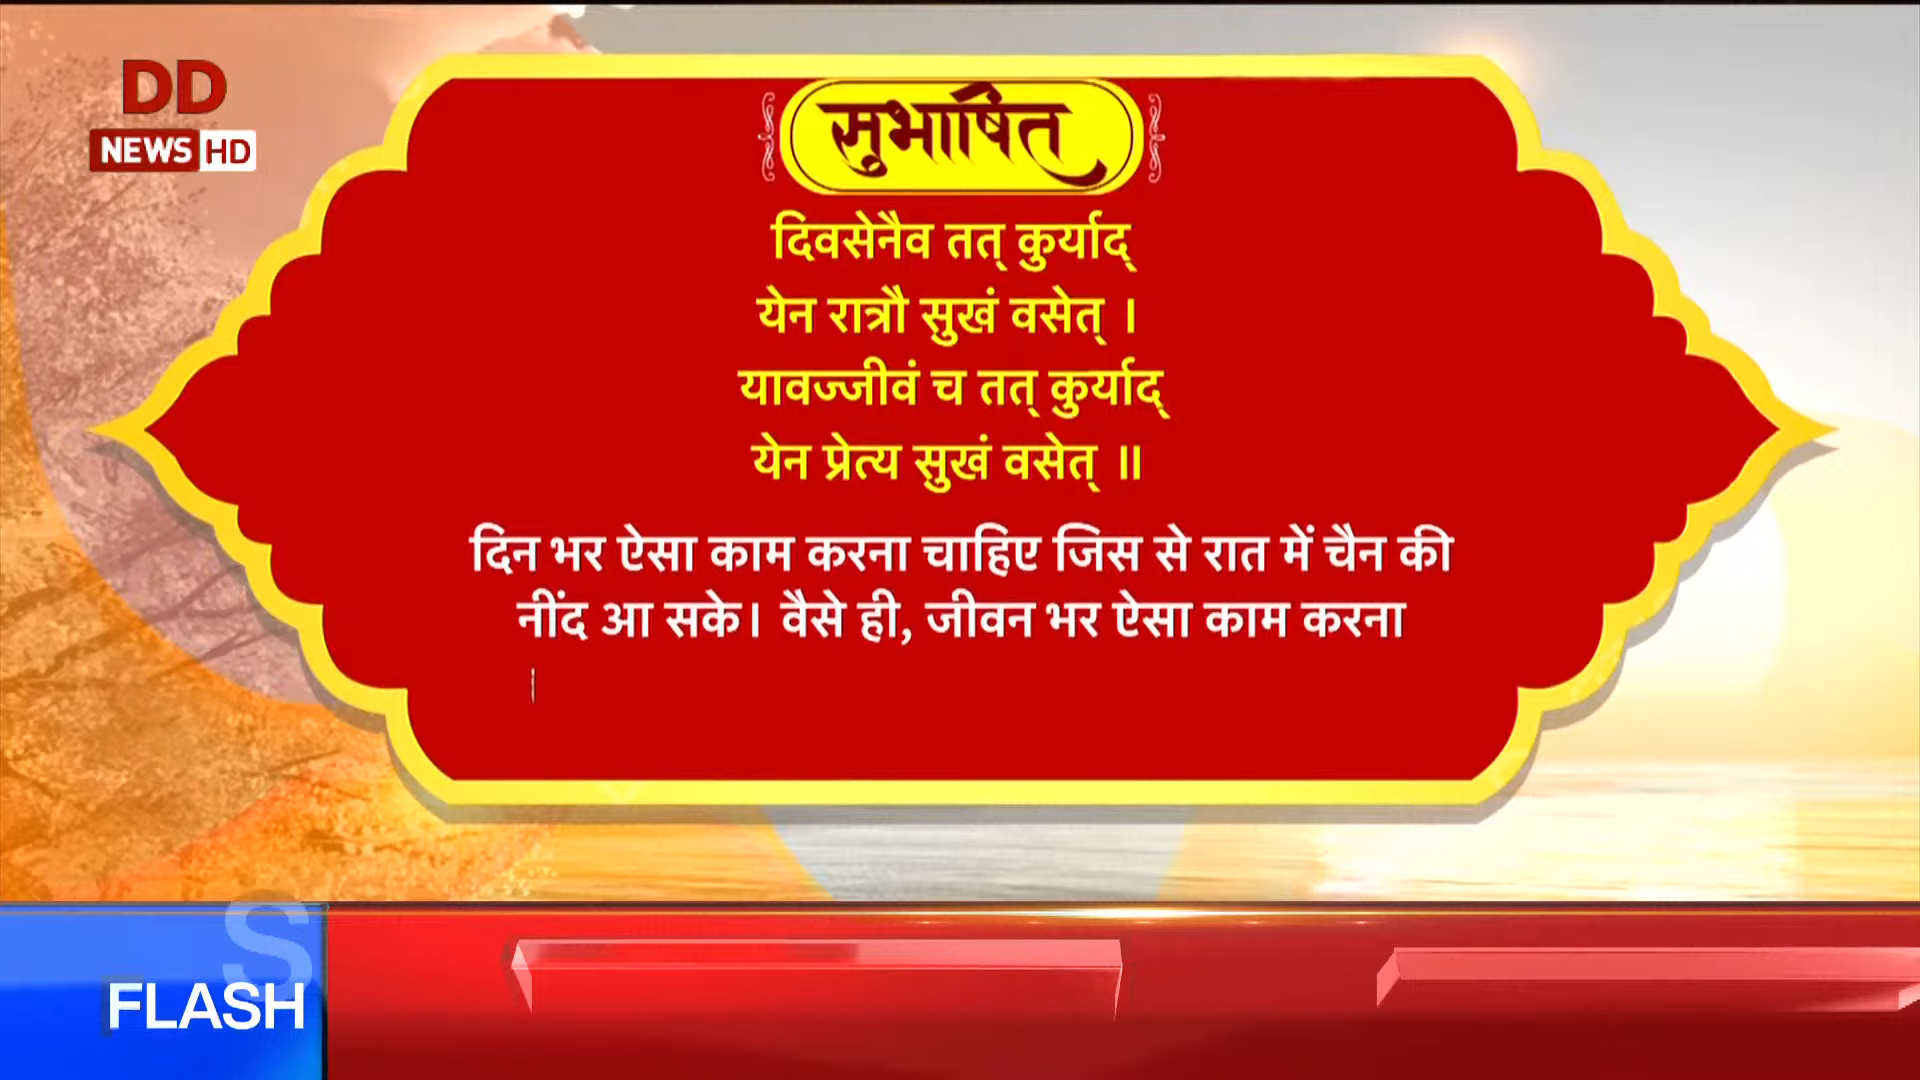 DD
NEWS HD
सुभाषित
दिवसेनैव तत् कुर्याद्
येन रात्रौ सुखं वसेत् ।
यावज्जीवं च तत् कुर्याद्
येन प्रेत्य सुखं वसेत् ॥
दिन भर ऐसा काम करना चाहिए जिस से रात में चैन की
नींद आ सके। वैसे ही, जीवन भर ऐसा काम करना
S
FLASH